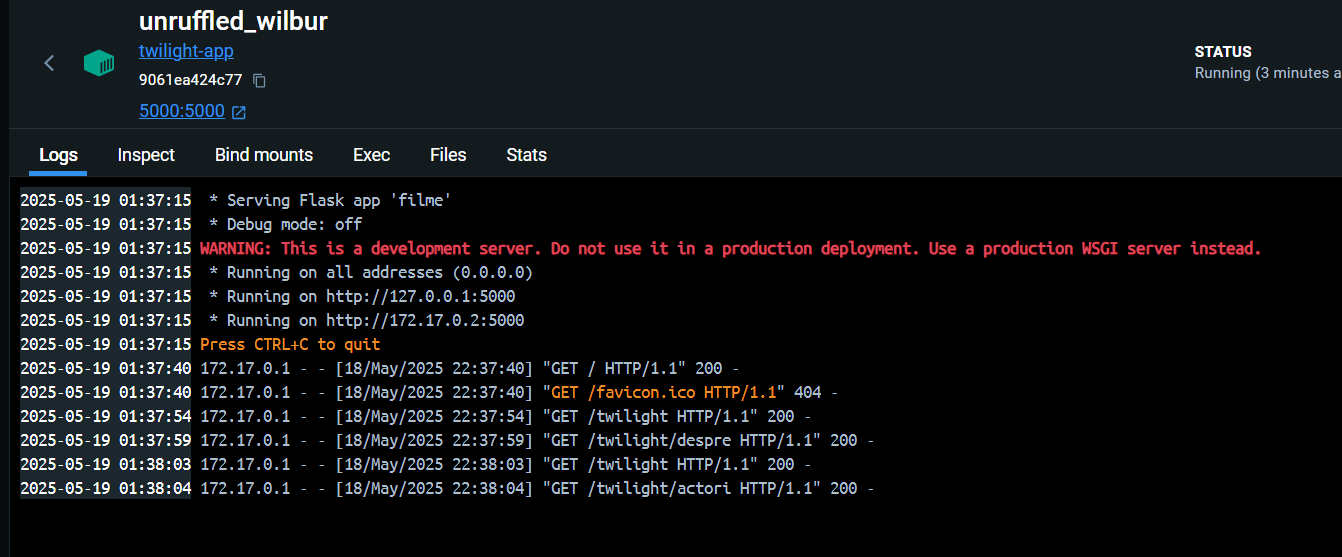 unruffled_wilbur
twilight-app
9061ea424c77
5000:5000
STATUS
Running (3 minutes a
Logs Inspect Bind mounts Exec Files Stats
2025-05-19 01:37:15  * Serving Flask app 'filme'
2025-05-19 01:37:15  * Debug mode: off
2025-05-19 01:37:15 WARNING: This is a development server. Do not use it in a production deployment. Use a production WSGI server instead.
2025-05-19 01:37:15  * Running on all addresses (0.0.0.0)
2025-05-19 01:37:15  * Running on http://127.0.0.1:5000
2025-05-19 01:37:15  * Running on http://172.17.0.2:5000
2025-05-19 01:37:15 Press CTRL+C to quit
2025-05-19 01:37:40 172.17.0.1 - - [18/May/2025 22:37:40] "GET / HTTP/1.1" 200 -
2025-05-19 01:37:40 172.17.0.1 - - [18/May/2025 22:37:40] "GET /favicon.ico HTTP/1.1" 404 -
2025-05-19 01:37:54 172.17.0.1 - - [18/May/2025 22:37:54] "GET /twilight HTTP/1.1" 200 -
2025-05-19 01:37:59 172.17.0.1 - - [18/May/2025 22:37:59] "GET /twilight/despre HTTP/1.1" 200 -
2025-05-19 01:38:03 172.17.0.1 - - [18/May/2025 22:38:03] "GET /twilight HTTP/1.1" 200 -
2025-05-19 01:38:04 172.17.0.1 - - [18/May/2025 22:38:04] "GET /twilight/actori HTTP/1.1" 200 -